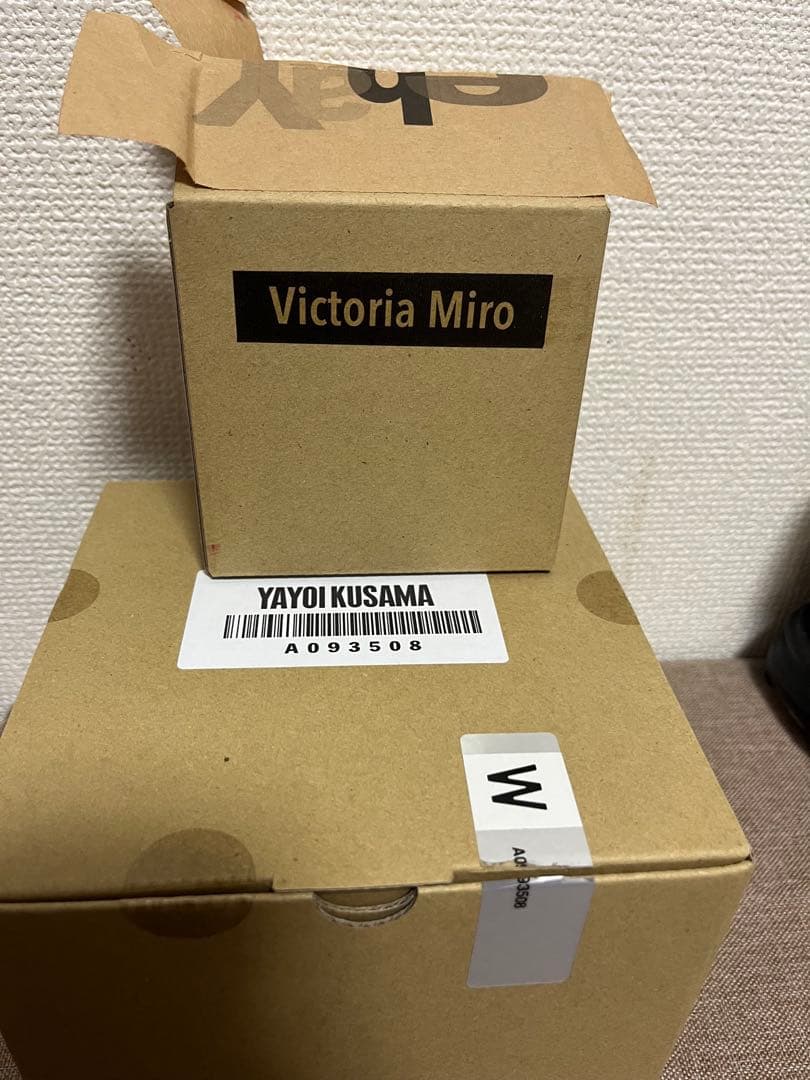 ebay
Victoria Miro
YAYOI KUSAMA
A093508
W